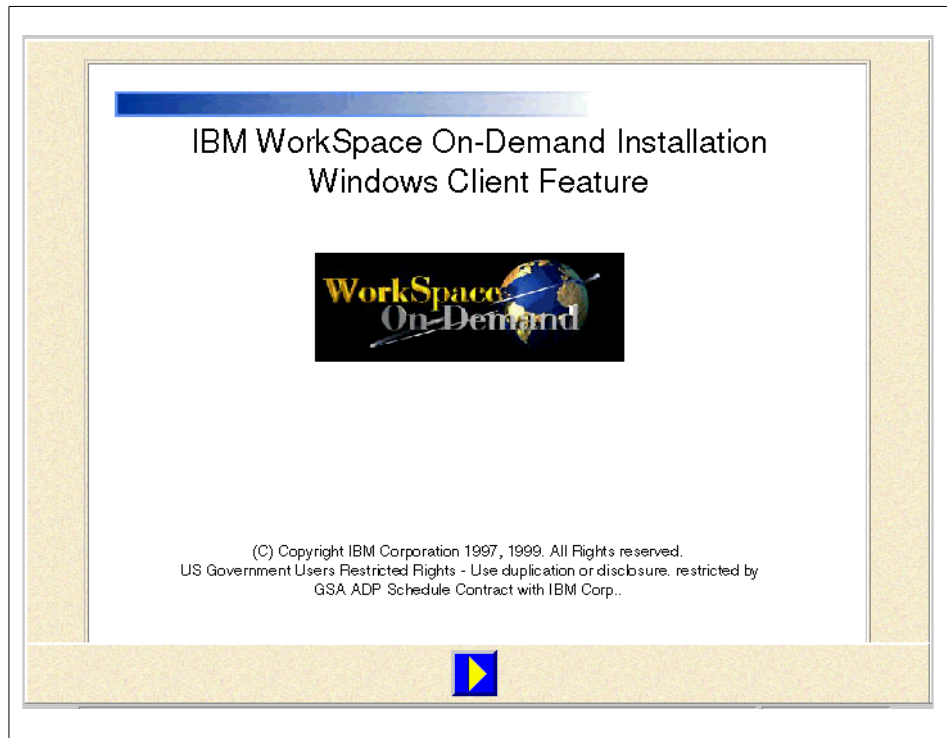 IBM WorkSpace On-Demand Installation
Windows Client Feature
WorkSpace
On-Demand
(C) Copyright IBM Corporation 1997, 1999. All Rights reserved.
US Government Users Restricted Rights - Use duplication or disclosure. restricted by
GSA ADP Schedule Contract with IBM Corp..